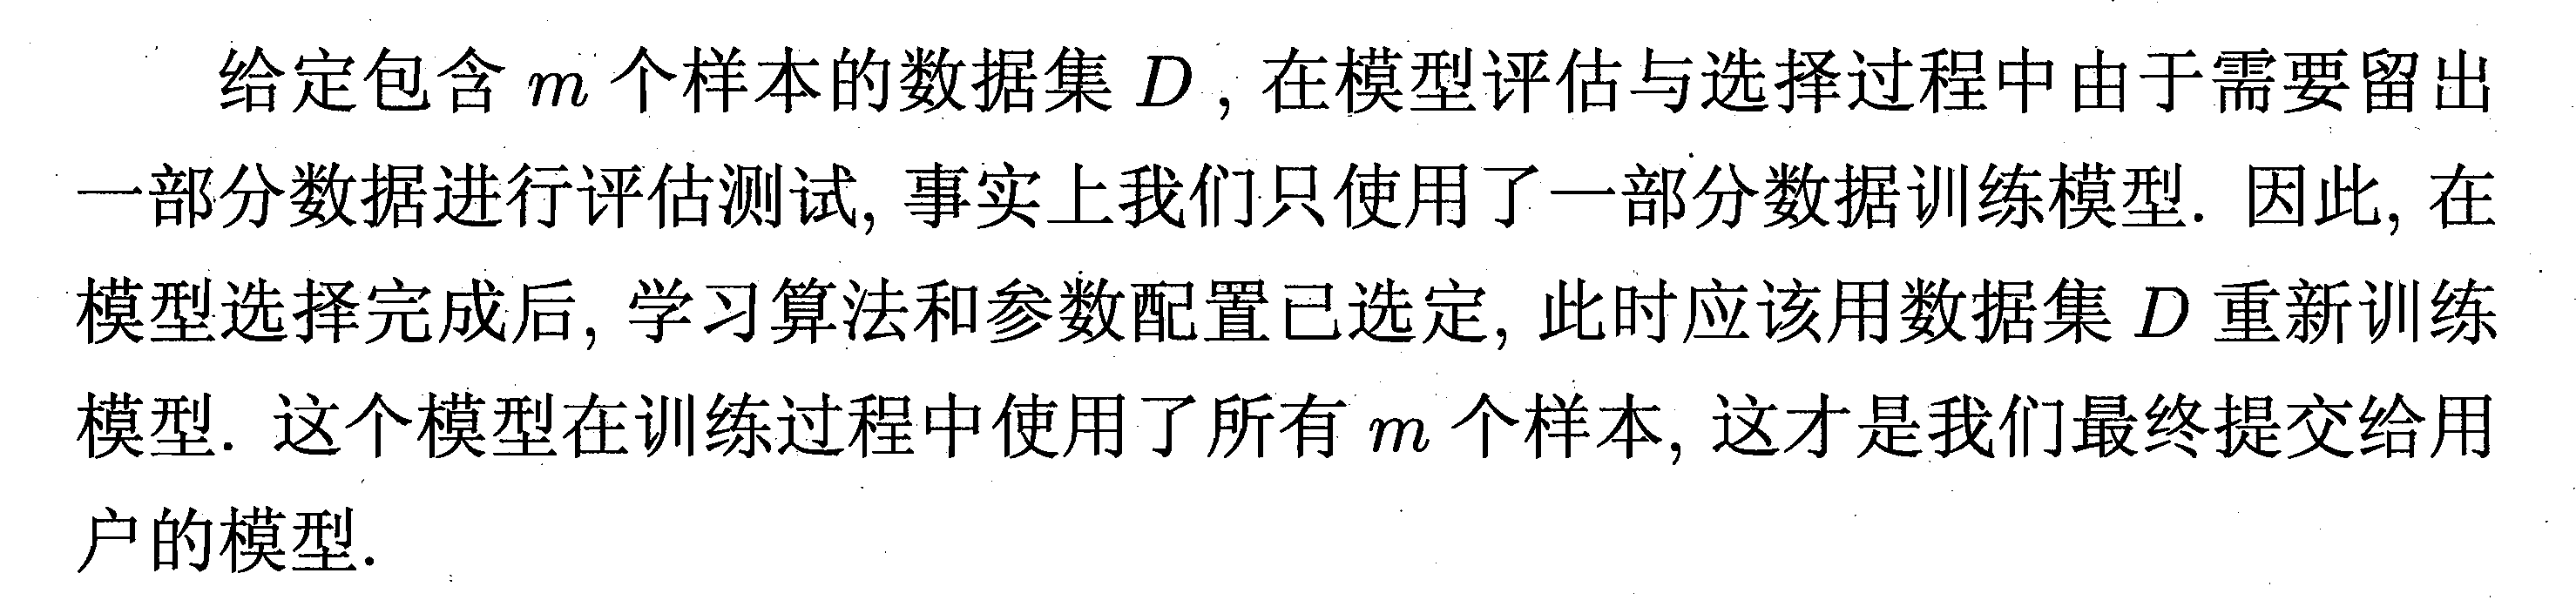 给定包含 m 个样本的数据集 D , 在模型评估与选择过程中由于需要留出
一部分数据进行评估测试, 事实上我们只使用了一部分数据训练模型. 因此, 在
模型选择完成后, 学习算法和参数配置已选定, 此时应该用数据集 D 重新训练
模型. 这个模型在训练过程中使用了所有 m 个样本, 这才是我们最终提交给用
户的模型.